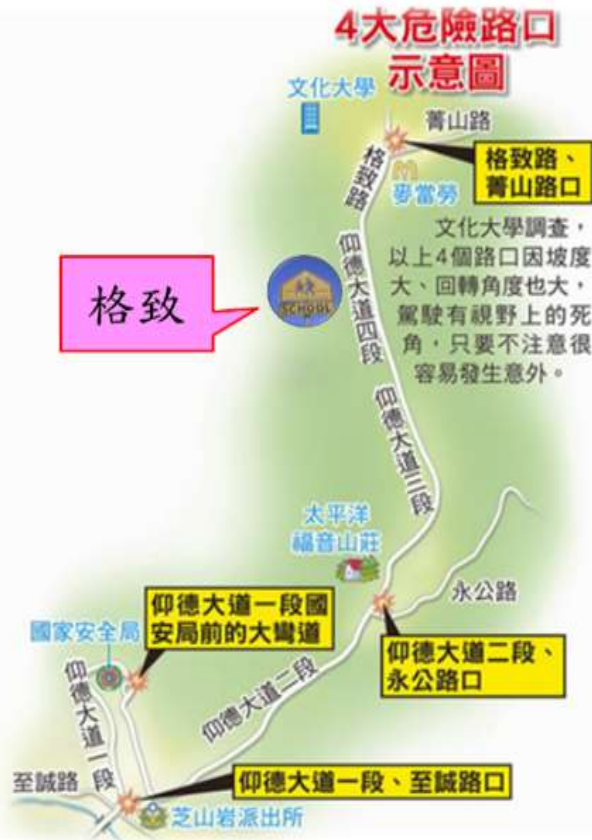 4大危險路口
示意圖
文化大學
菁山路
格致路
麥當勞
格致路、
菁山路口
文化大學調查，
以上4個路口因坡度
大、回轉角度也大，
駕駛有視野上的死
角，只要不注意很
容易發生意外。
格致
SCHOOL
仰德大道四段
仰德大道三段
太平洋
福音山莊
永公路
仰德大道二段、
永公路口
仰德大道一段國
安局前的大彎道
國家安全局
仰德大道一段
仰德大道二段
至誠路
仰德大道一段、至誠路口
芝山岩派出所